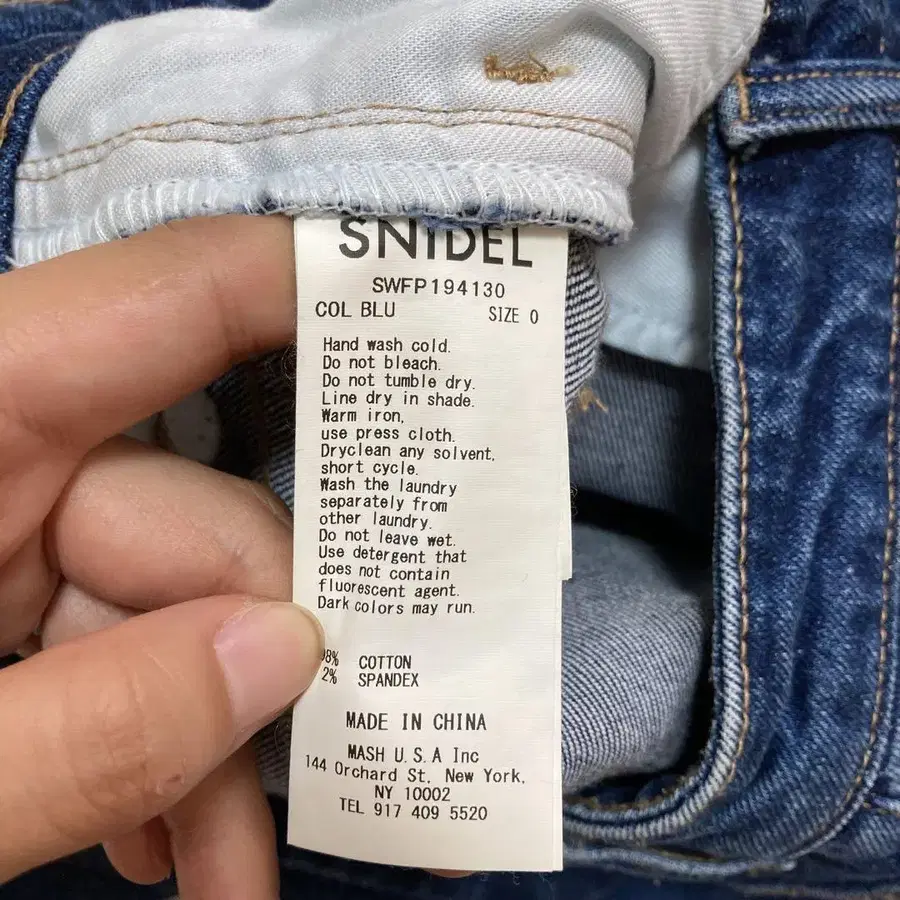 SNIDEL
SWFP194130
COL BLU SIZE 0
Hand wash cold.
Do not bleach.
Do not tumble dry.
Line dry in shade.
Warm iron,
use press cloth.
Dryclean any solvent,
short cycle.
Wash the laundry
separately from
other laundry.
Do not leave wet.
Use detergent that
does not contain
fluorescent agent.
Dark colors may run.
COTTON
2% SPANDEX
MADE IN CHINA
MASH U.S.A Inc
144 Orchard St, New York,
NY 10002
TEL 917 409 5520